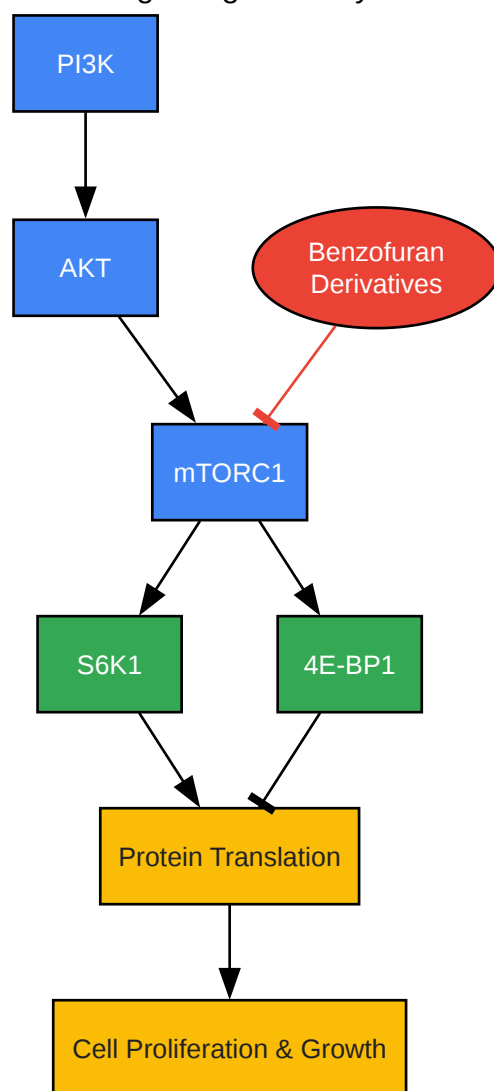 PI3K
AKT
Benzofuran
Derivatives
mTORC1
S6K1
4E-BP1
Protein Translation
Cell Proliferation & Growth